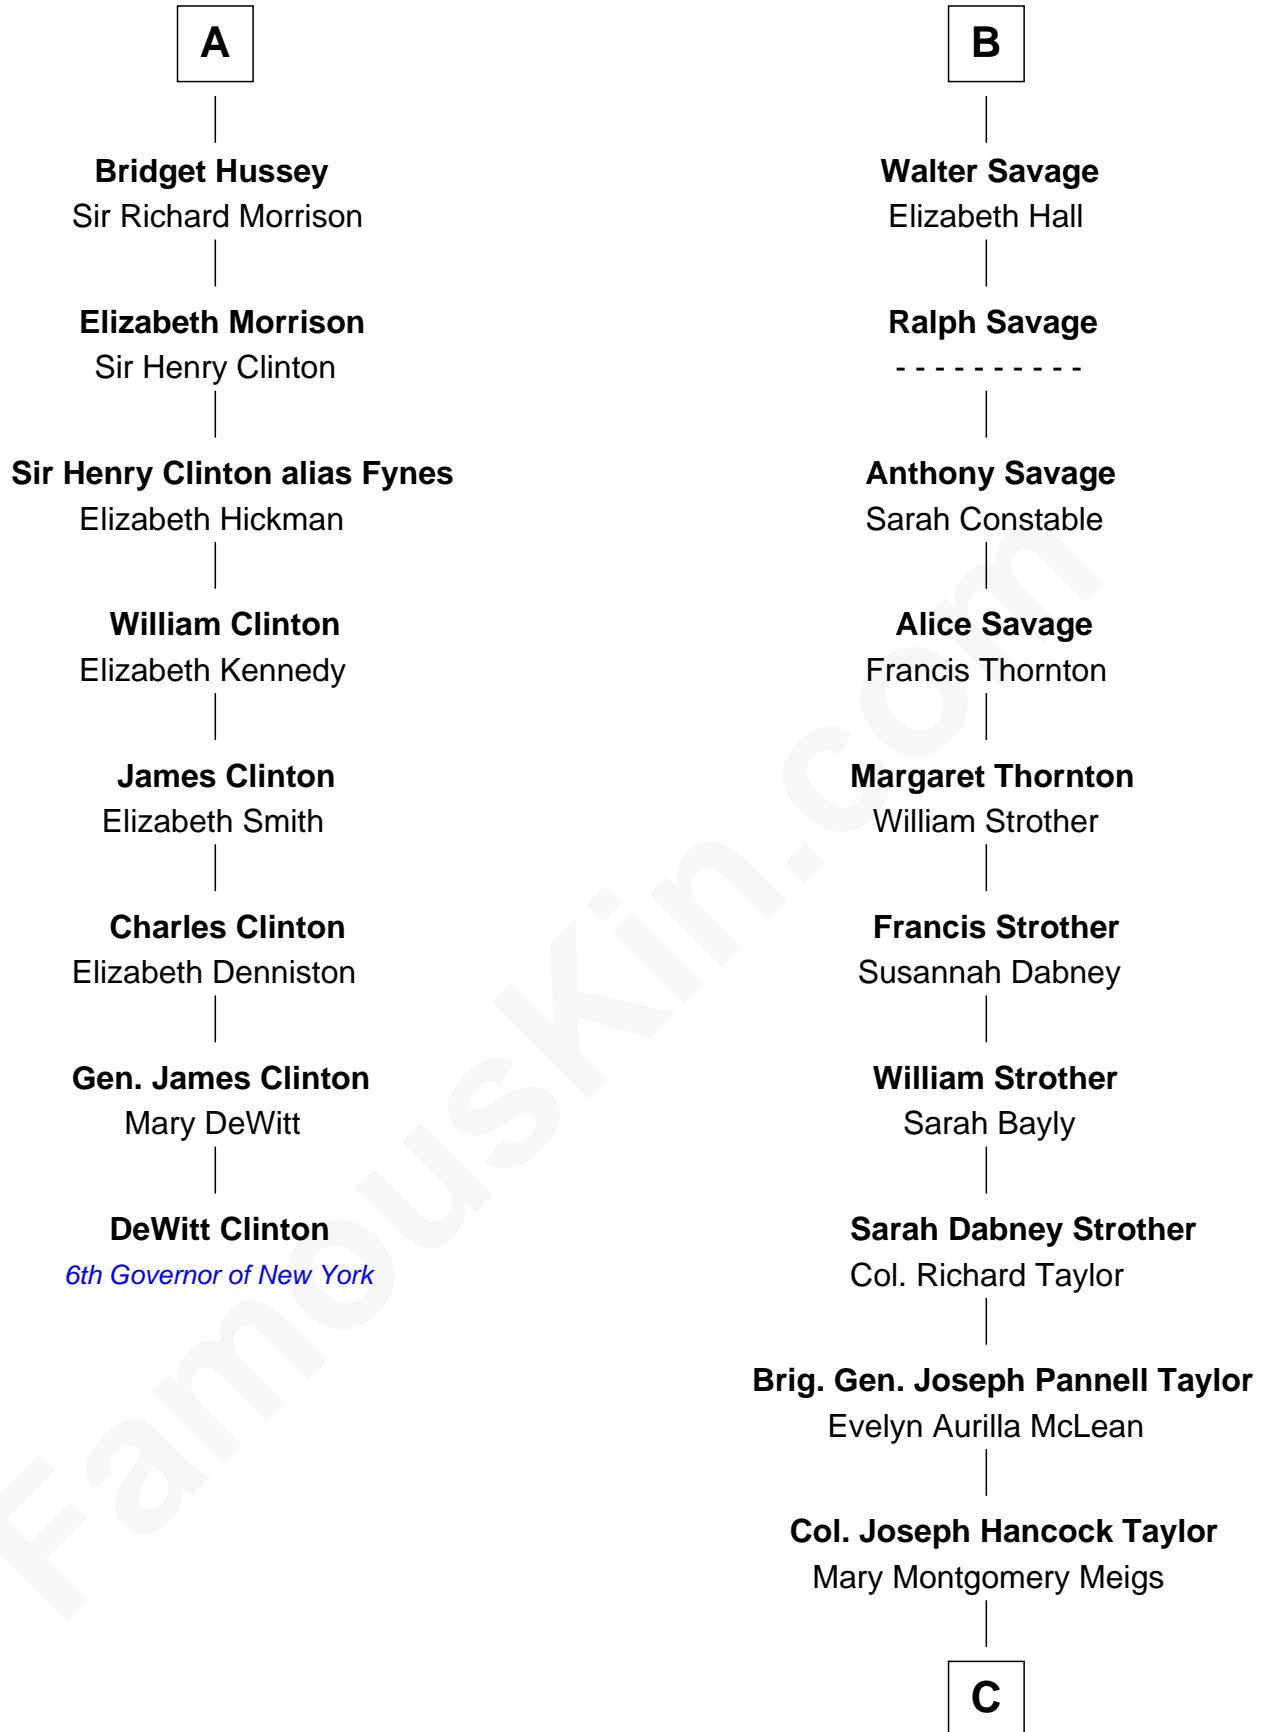 A
Bridget Hussey
Sir Richard Morrison
Elizabeth Morrison
Sir Henry Clinton
Sir Henry Clinton alias Fynes
Elizabeth Hickman
William Clinton
Elizabeth Kennedy
James Clinton
Elizabeth Smith
Charles Clinton
Elizabeth Denniston
Gen. James Clinton
Mary DeWitt
DeWitt Clinton
6th Governor of New York
B
Walter Savage
Elizabeth Hall
Ralph Savage
- - - - - - - - - -
Anthony Savage
Sarah Constable
Alice Savage
Francis Thornton
Margaret Thornton
William Strother
Francis Strother
Susannah Dabney
William Strother
Sarah Bayly
Sarah Dabney Strother
Col. Richard Taylor
Brig. Gen. Joseph Pannell Taylor
Evelyn Aurilla McLean
Col. Joseph Hancock Taylor
Mary Montgomery Meigs
C
FamousKin.com